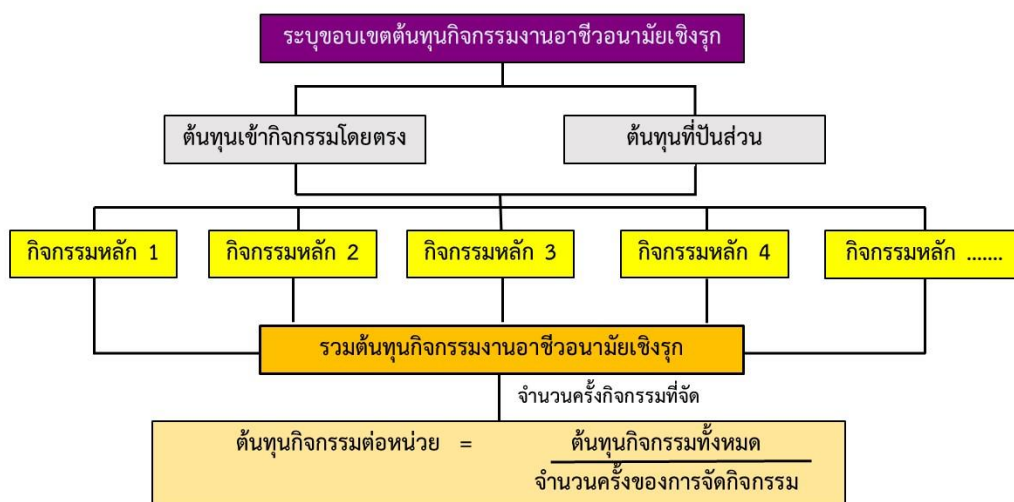 ระบุขอบเขตต้นทุนกิจกรรมงานอาชีวอนามัยเชิงรุก
ต้นทุนเข้ากิจกรรมโดยตรง
ต้นทุนที่ปันส่วน
กิจกรรมหลัก 1
กิจกรรมหลัก 2
กิจกรรมหลัก 3
กิจกรรมหลัก 4
กิจกรรมหลัก .......
รวมต้นทุนกิจกรรมงานอาชีวอนามัยเชิงรุก
จำนวนครั้งกิจกรรมที่จัด
ต้นทุนกิจกรรมต่อหน่วย = ต้นทุนกิจกรรมทั้งหมด
จำนวนครั้งของการจัดกิจกรรม